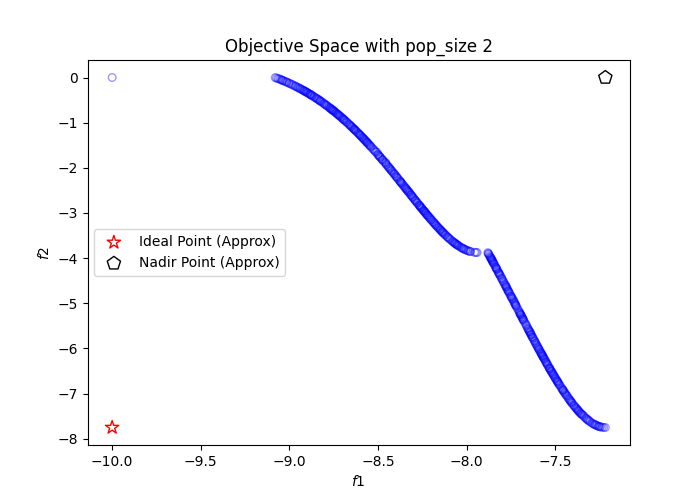 Objective Space with pop_size 2
f2
0
−1
−2
−3
−4
−5
−6
−7
−8
Ideal Point (Approx)
Nadir Point (Approx)
−10.0 −9.5 −9.0 −8.5 −8.0 −7.5
f1